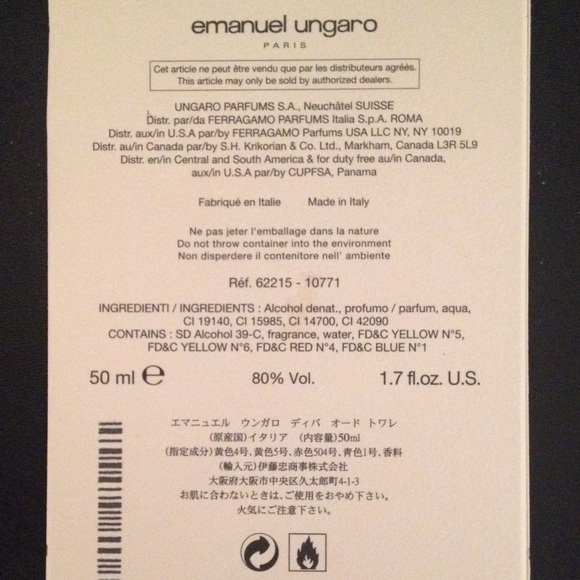 emanuel ungaro
PARIS
Cet article ne peut être vendu que par les distributeurs agréés.
This article may only be sold by authorized dealers.
UNGARO PARFUMS S.A., Neuchâtel SUISSE
Distr. par/da FERRAGAMO PARFUMS Italia S.p.A. ROMA
Distr. aux/in U.S.A par/by FERRAGAMO Parfums USA LLC NY, NY 10019
Distr. au/in Canada par/by S.H. Krikorian & Co. Ltd., Markham, Canada L3R 5L9
Distr. en/in Central and South America & for duty free au/in Canada,
aux/in U.S.A par/by CUPFSA, Panama
Fabriqué en Italie Made in Italy
Ne pas jeter l'emballage dans la nature
Do not throw container into the environment
Non disperdere il contenitore nell' ambiente
Réf. 62215 - 10771
INGREDIENTI / INGREDIENTS : Alcohol denat., profumo / parfum, aqua,
CI 19140, CI 15985, CI 14700, CI 42090
CONTAINS : SD Alcohol 39-C, fragrance, water, FD&C YELLOW N°5,
FD&C YELLOW N°6, FD&C RED N°4, FD&C BLUE N°1
50 ml ℮ 80% Vol. 1.7 fl.oz. U.S.
エマニュエル ウンガロ ディバ オード トワレ
(原産国)イタリア (内容量)50ml
(指定成分)黄色4号、黄色5号、赤色504号、青色1号、香料
(輸入元)伊藤忠商事株式会社
大阪府大阪市中央区久太郎町4-1-3
お肌に合わないときは、ご使用をおやめ下さい。
火気にご注意下さい。